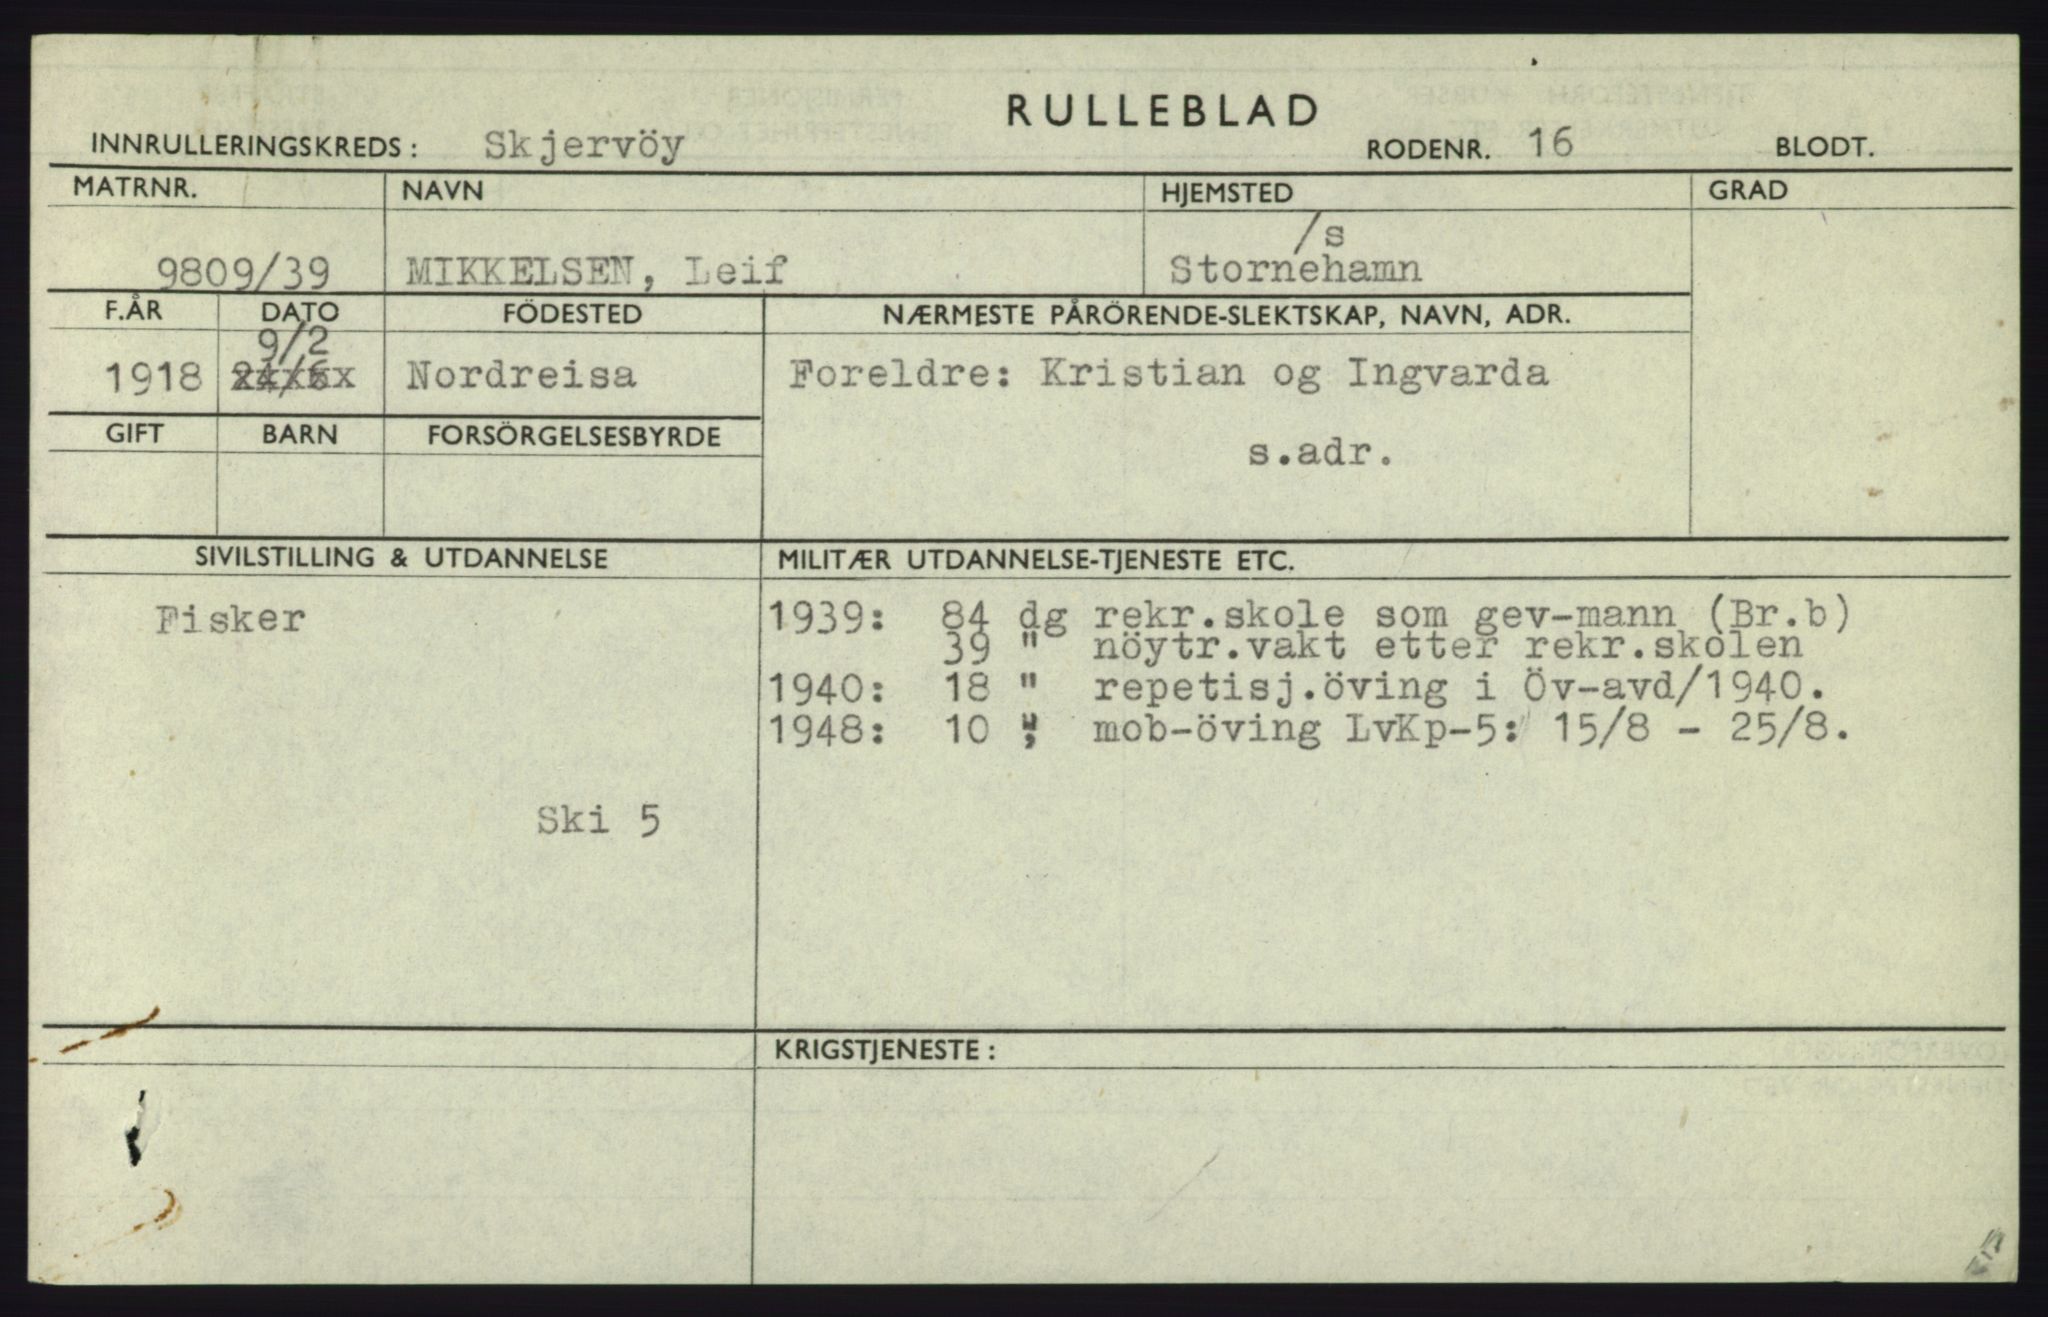 RULLEBLAD
INNRULLERINGSKREDS: Skjervöy RODENR. 16 BLODT.
MATRNR. NAVN HJEMSTED GRAD
/s
9809/39 MIKKELSEN, Leif Stornehamn
F.ÅR DATO FÖDESTED NÆRMESTE PÅRÖRENDE-SLEKTSKAP, NAVN, ADR.
9/2
1918 24/6 Nordreisa Foreldre: Kristian og Ingvarda
GIFT BARN FORSÖRGELSESBYRDE
s.adr.
SIVILSTILLING & UTDANNELSE MILITÆR UTDANNELSE-TJENESTE ETC.
Fisker 1939: 84 dg rekr.skole som gev-mann (Br.b)
39 " nöytr.vakt etter rekr.skolen
1940: 18 " repetisj.öving i Öv-avd/1940.
1948: 10 ", mob-öving LvKp-5: 15/8 - 25/8.
Ski 5
KRIGSTJENESTE: